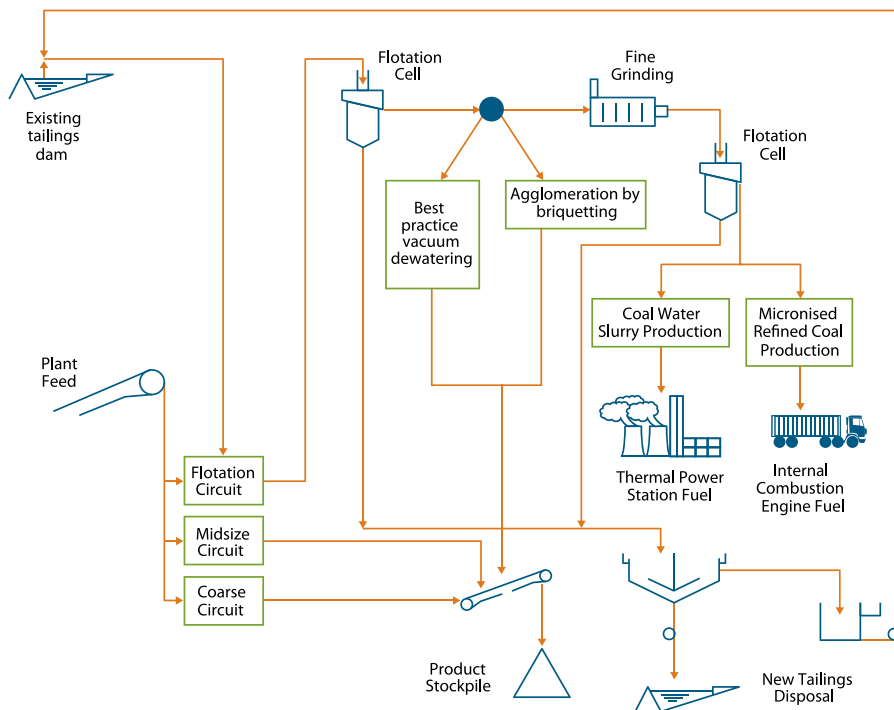 Flotation
Cell
Fine
Grinding
Existing
tailings
dam
Flotation
Cell
Best
practice
vacuum
dewatering
Agglomeration by
briquetting
Coal Water
Slurry Production
Micronised
Refined Coal
Production
Plant
Feed
Thermal Power
Station Fuel
Internal
Combustion
Engine Fuel
Flotation
Circuit
Midsize
Circuit
Coarse
Circuit
Product
Stockpile
New Tailings
Disposal